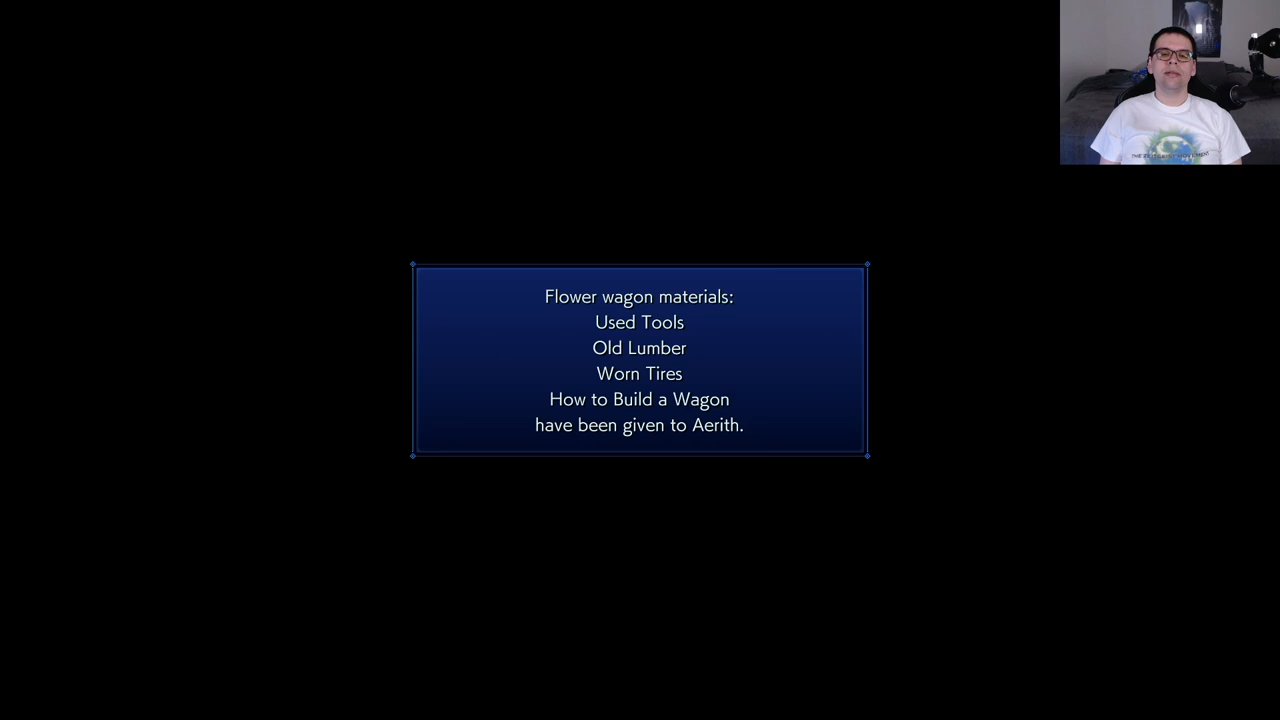 Flower wagon materials:
Used Tools
Old Lumber
Worn Tires
How to Build a Wagon
have been given to Aerith.